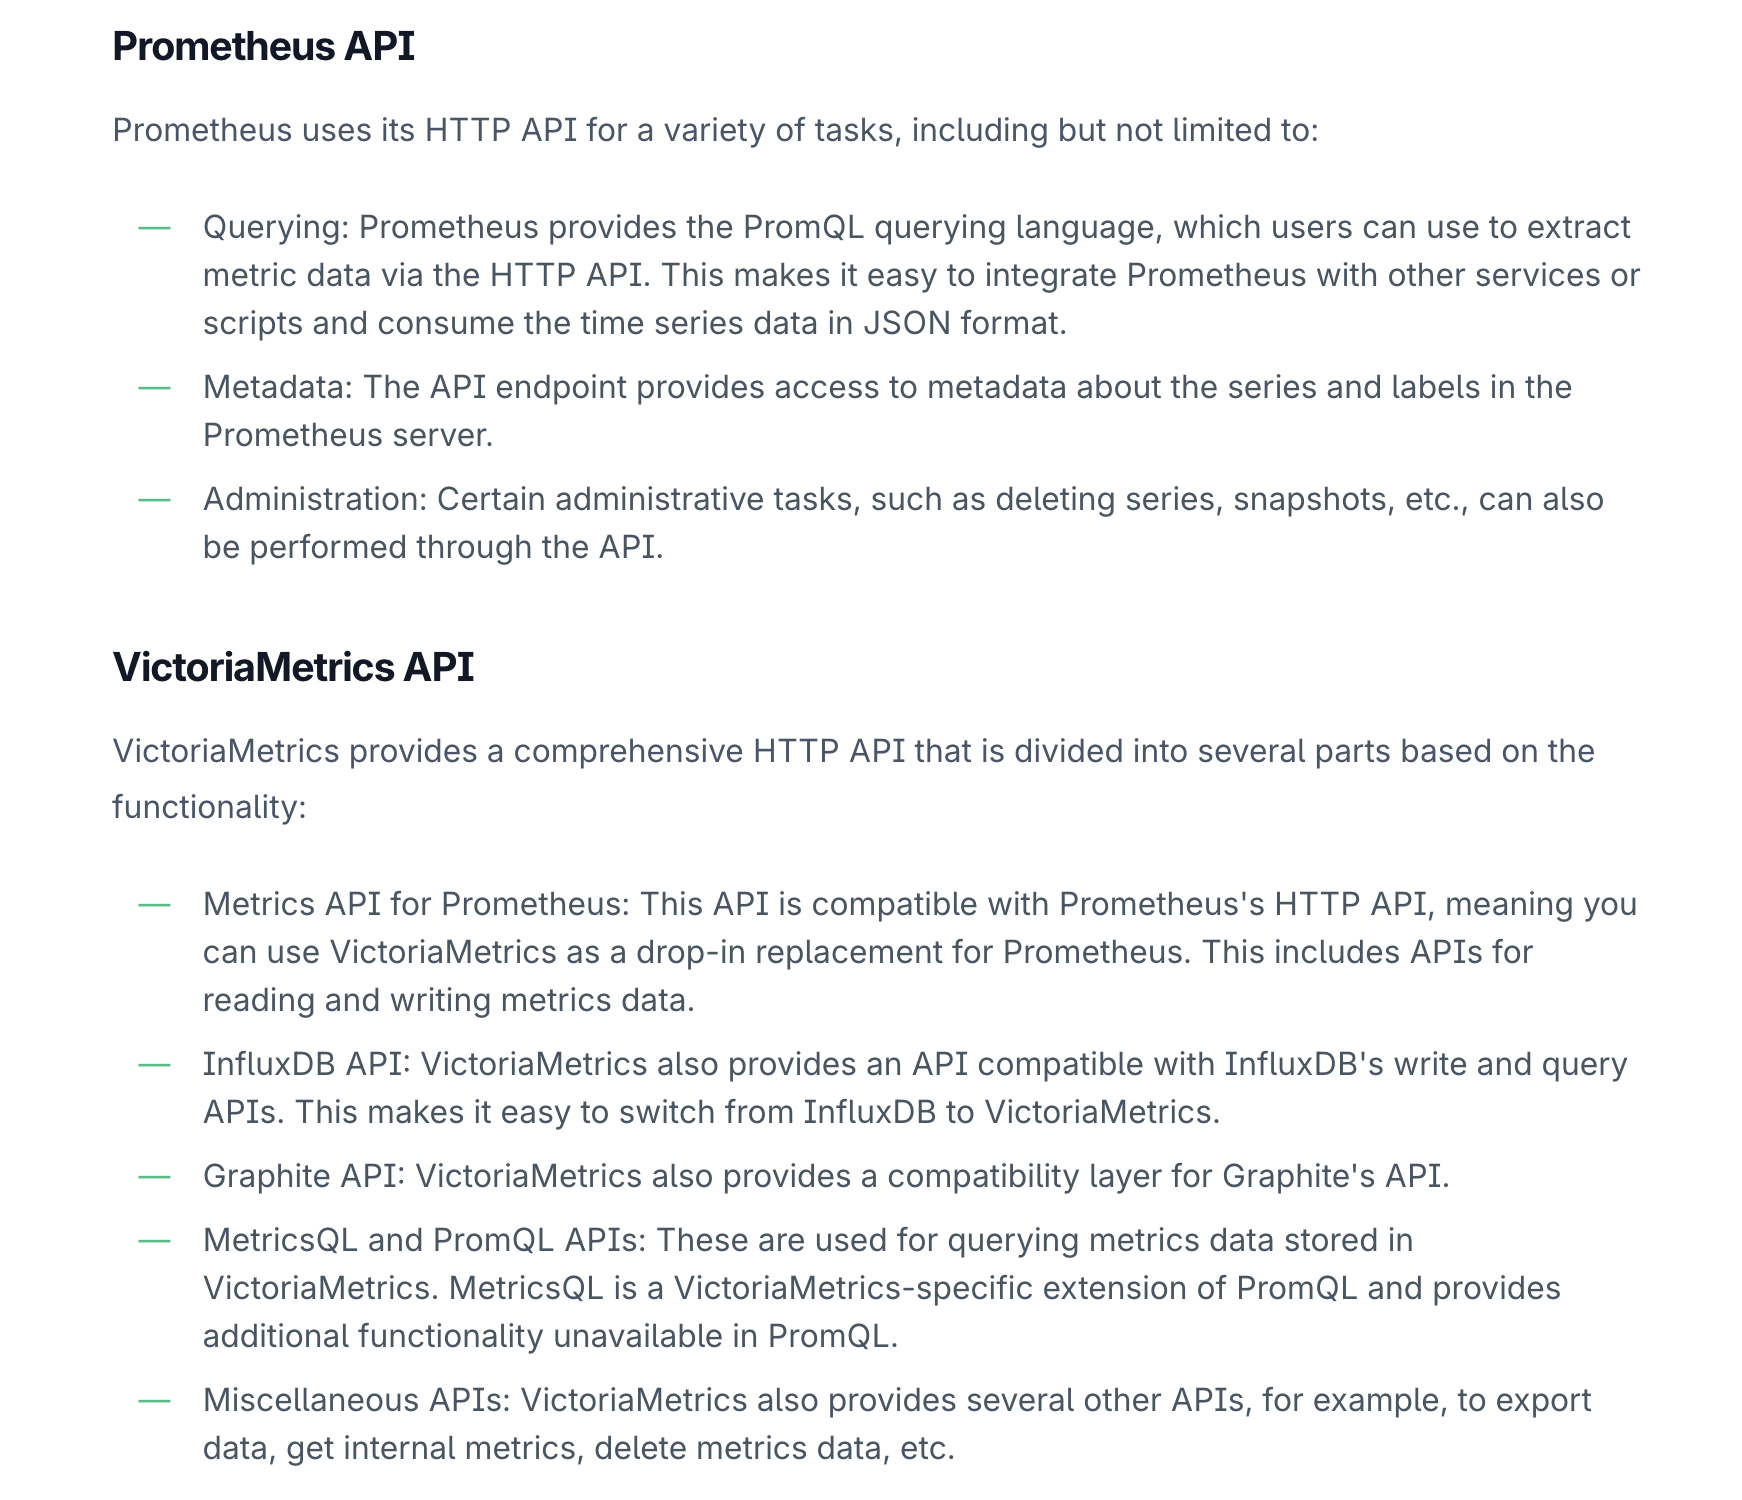 Prometheus API
Prometheus uses its HTTP API for a variety of tasks, including but not limited to:
— Querying: Prometheus provides the PromQL querying language, which users can use to extract
metric data via the HTTP API. This makes it easy to integrate Prometheus with other services or
scripts and consume the time series data in JSON format.
— Metadata: The API endpoint provides access to metadata about the series and labels in the
Prometheus server.
— Administration: Certain administrative tasks, such as deleting series, snapshots, etc., can also
be performed through the API.
VictoriaMetrics API
VictoriaMetrics provides a comprehensive HTTP API that is divided into several parts based on the
functionality:
— Metrics API for Prometheus: This API is compatible with Prometheus's HTTP API, meaning you
can use VictoriaMetrics as a drop-in replacement for Prometheus. This includes APIs for
reading and writing metrics data.
— InfluxDB API: VictoriaMetrics also provides an API compatible with InfluxDB's write and query
APIs. This makes it easy to switch from InfluxDB to VictoriaMetrics.
— Graphite API: VictoriaMetrics also provides a compatibility layer for Graphite's API.
— MetricsQL and PromQL APIs: These are used for querying metrics data stored in
VictoriaMetrics. MetricsQL is a VictoriaMetrics-specific extension of PromQL and provides
additional functionality unavailable in PromQL.
— Miscellaneous APIs: VictoriaMetrics also provides several other APIs, for example, to export
data, get internal metrics, delete metrics data, etc.